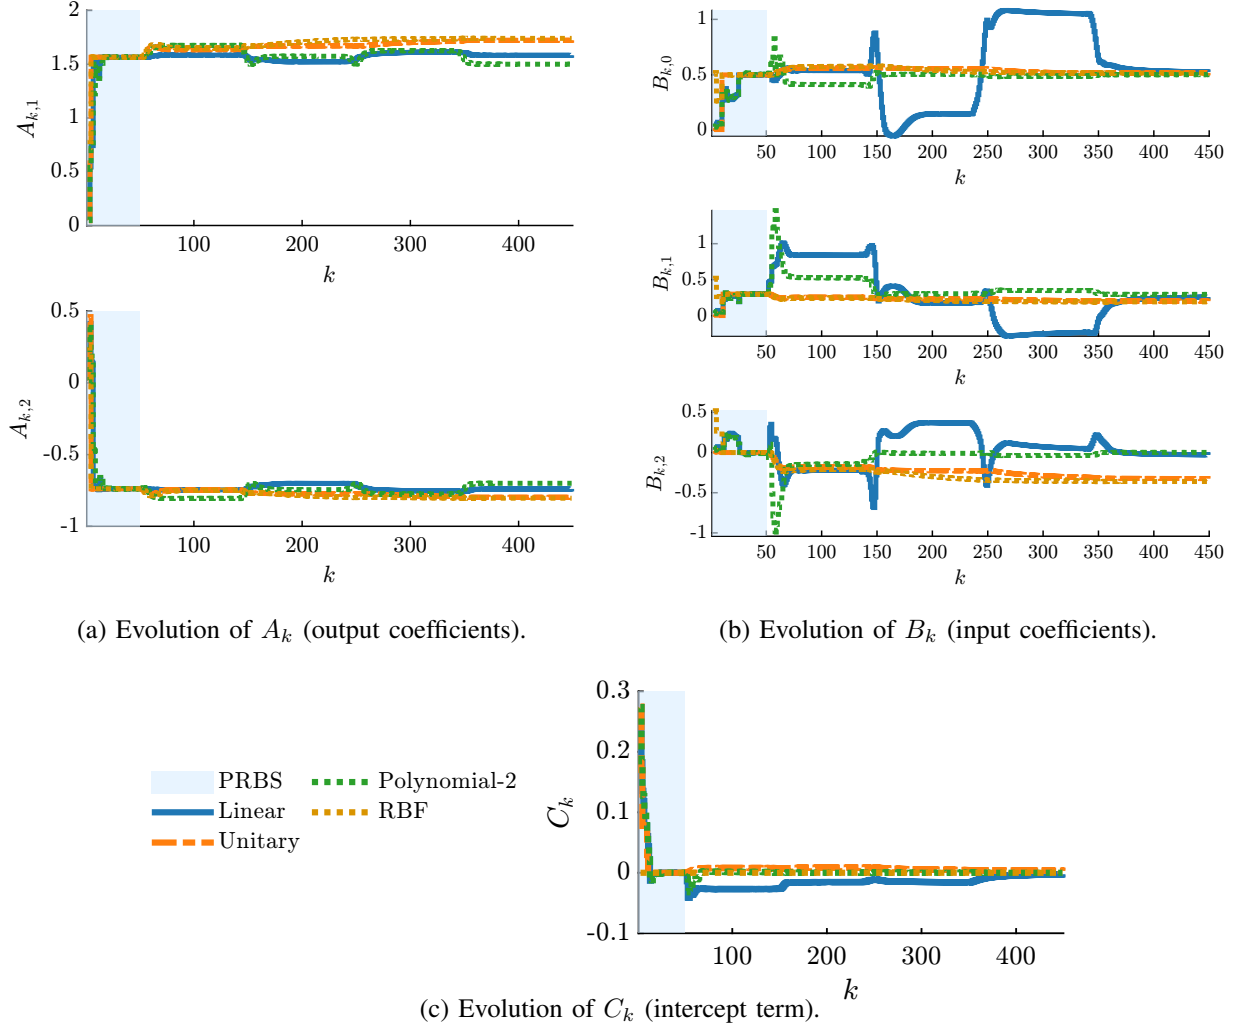 2
1.5
1
0.5
0
A_{k,1}
100 200 300 400
k
0.5
0
-0.5
-1
A_{k,2}
100 200 300 400
k
(a) Evolution of A_k (output coefficients).
1
0.5
0
B_{k,0}
50 100 150 200 250 300 350 400 450
k
1
0.5
0
B_{k,1}
50 100 150 200 250 300 350 400 450
k
0.5
0
-0.5
-1
B_{k,2}
50 100 150 200 250 300 350 400 450
k
(b) Evolution of B_k (input coefficients).
PRBS
Linear
Unitary
Polynomial-2
RBF
0.3
0.2
0.1
0
-0.1
C_k
100 200 300 400
k
(c) Evolution of C_k (intercept term).